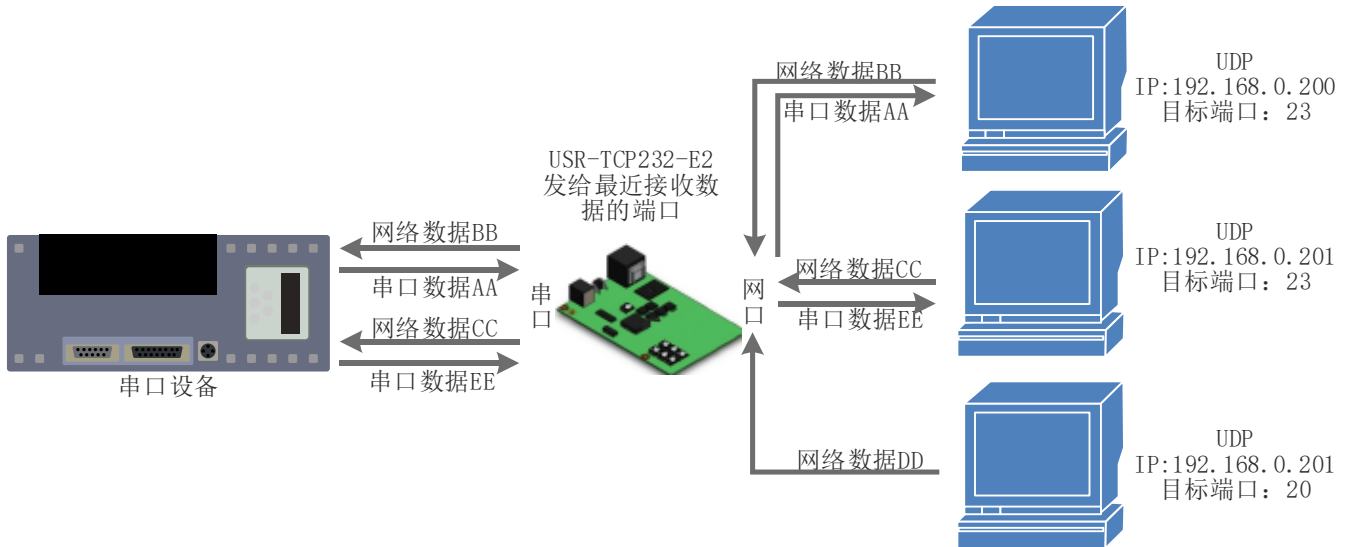 网络数据BB
串口数据AA
UDP
IP:192.168.0.200
目标端口：23
USR-TCP232-E2
发给最近接收数
据的端口
网络数据BB
串口数据AA
网络数据CC
串口数据EE
串口设备
串
口
网
口
网络数据CC
串口数据EE
UDP
IP:192.168.0.201
目标端口：23
网络数据DD
UDP
IP:192.168.0.201
目标端口：20